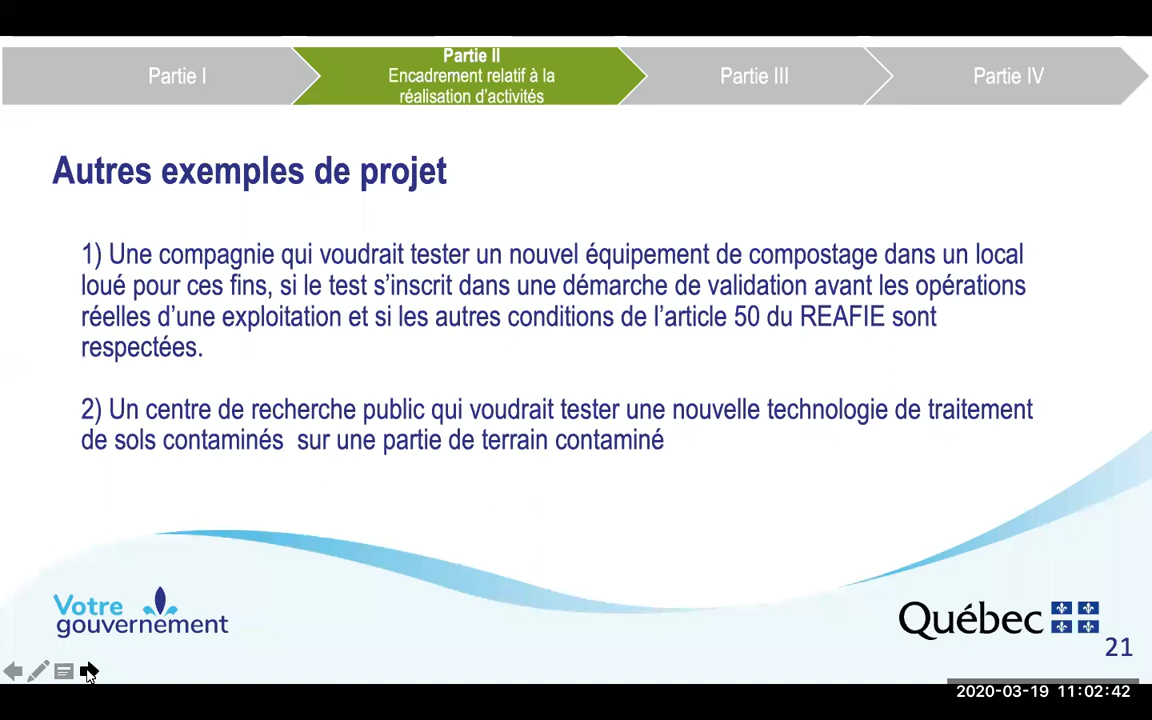 Partie I
Partie II
Encadrement relatif à la
réalisation d'activités
Partie III
Partie IV
Autres exemples de projet
1) Une compagnie qui voudrait tester un nouvel équipement de compostage dans un local
loué pour ces fins, si le test s'inscrit dans une démarche de validation avant les opérations
réelles d'une exploitation et si les autres conditions de l'article 50 du REAFIE sont
respectées.
2) Un centre de recherche public qui voudrait tester une nouvelle technologie de traitement
de sols contaminés sur une partie de terrain contaminé
Votre
gouvernement
Québec
21
2020-03-19 11:02:42